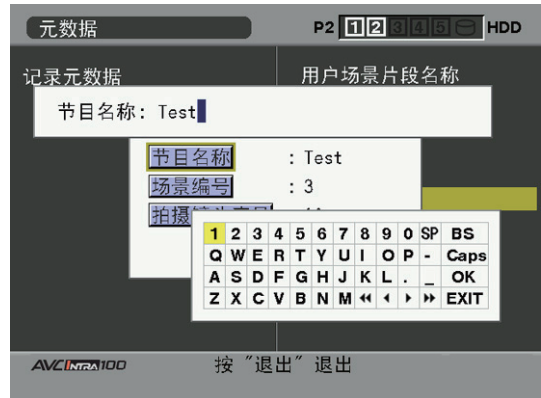 元数据
P2 1 2 3 4 5 HDD
记录元数据 用户场景片段名称
节目名称: Test
节目名称 : Test
场景编号 : 3
拍摄
1 2 3 4 5 6 7 8 9 0 SP BS
Q W E R T Y U I O P - Caps
A S D F G H J K L . _ OK
Z X C V B N M ◀◀ ◀ ▶ ▶▶ EXIT
AVC INTRA 100 按 "退出" 退出